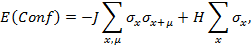 E(Conf) = −J ∑_{x,μ} σ_x σ_{x+μ} + H ∑_x σ_x,